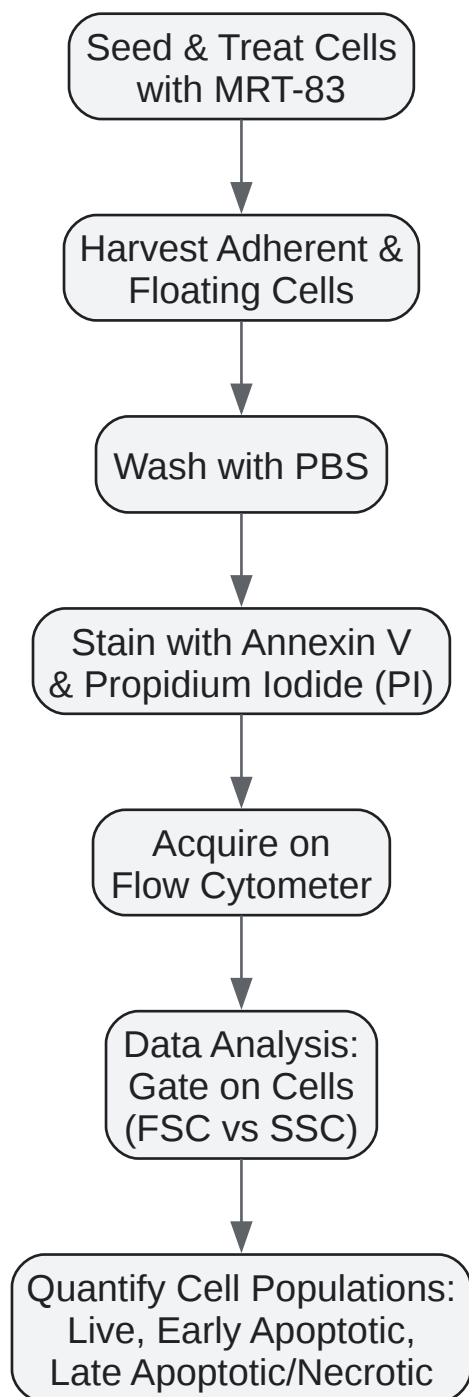 Seed & Treat Cells
with MRT-83
Harvest Adherent &
Floating Cells
Wash with PBS
Stain with Annexin V
& Propidium Iodide (PI)
Acquire on
Flow Cytometer
Data Analysis:
Gate on Cells
(FSC vs SSC)
Quantify Cell Populations:
Live, Early Apoptotic,
Late Apoptotic/Necrotic